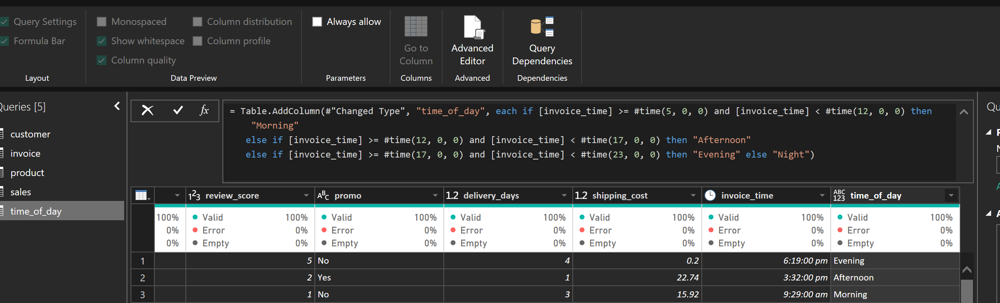 Query Settings
Monospaced
Column distribution
Always allow
Formula Bar
Show whitespace
Column profile
Column quality
Go to
Column
Advanced
Editor
Query
Dependencies
Layout
Data Preview
Parameters
Columns
Advanced
Dependencies
Queries [5]
customer
invoice
product
sales
time_of_day
fx
= Table.AddColumn(#"Changed Type", "time_of_day", each if [invoice_time] >= #time(5, 0, 0) and [invoice_time] < #time(12, 0, 0) then
"Morning"
else if [invoice_time] >= #time(12, 0, 0) and [invoice_time] < #time(17, 0, 0) then "Afternoon"
else if [invoice_time] >= #time(17, 0, 0) and [invoice_time] < #time(23, 0, 0) then "Evening" else "Night")
Qu
123 review_score ABC promo 1.2 delivery_days 1.2 shipping_cost invoice_time ABC 123 time_of_day
100% Valid 100% Valid 100% Valid 100% Valid 100% Valid 100% Valid 100%
0% Error 0% Error 0% Error 0% Error 0% Error 0% Error 0%
0% Empty 0% Empty 0% Empty 0% Empty 0% Empty 0% Empty 0%
1 5 No 4 0.2 6:19:00 pm Evening
2 2 Yes 1 22.74 3:32:00 pm Afternoon
3 1 No 3 15.92 9:29:00 am Morning